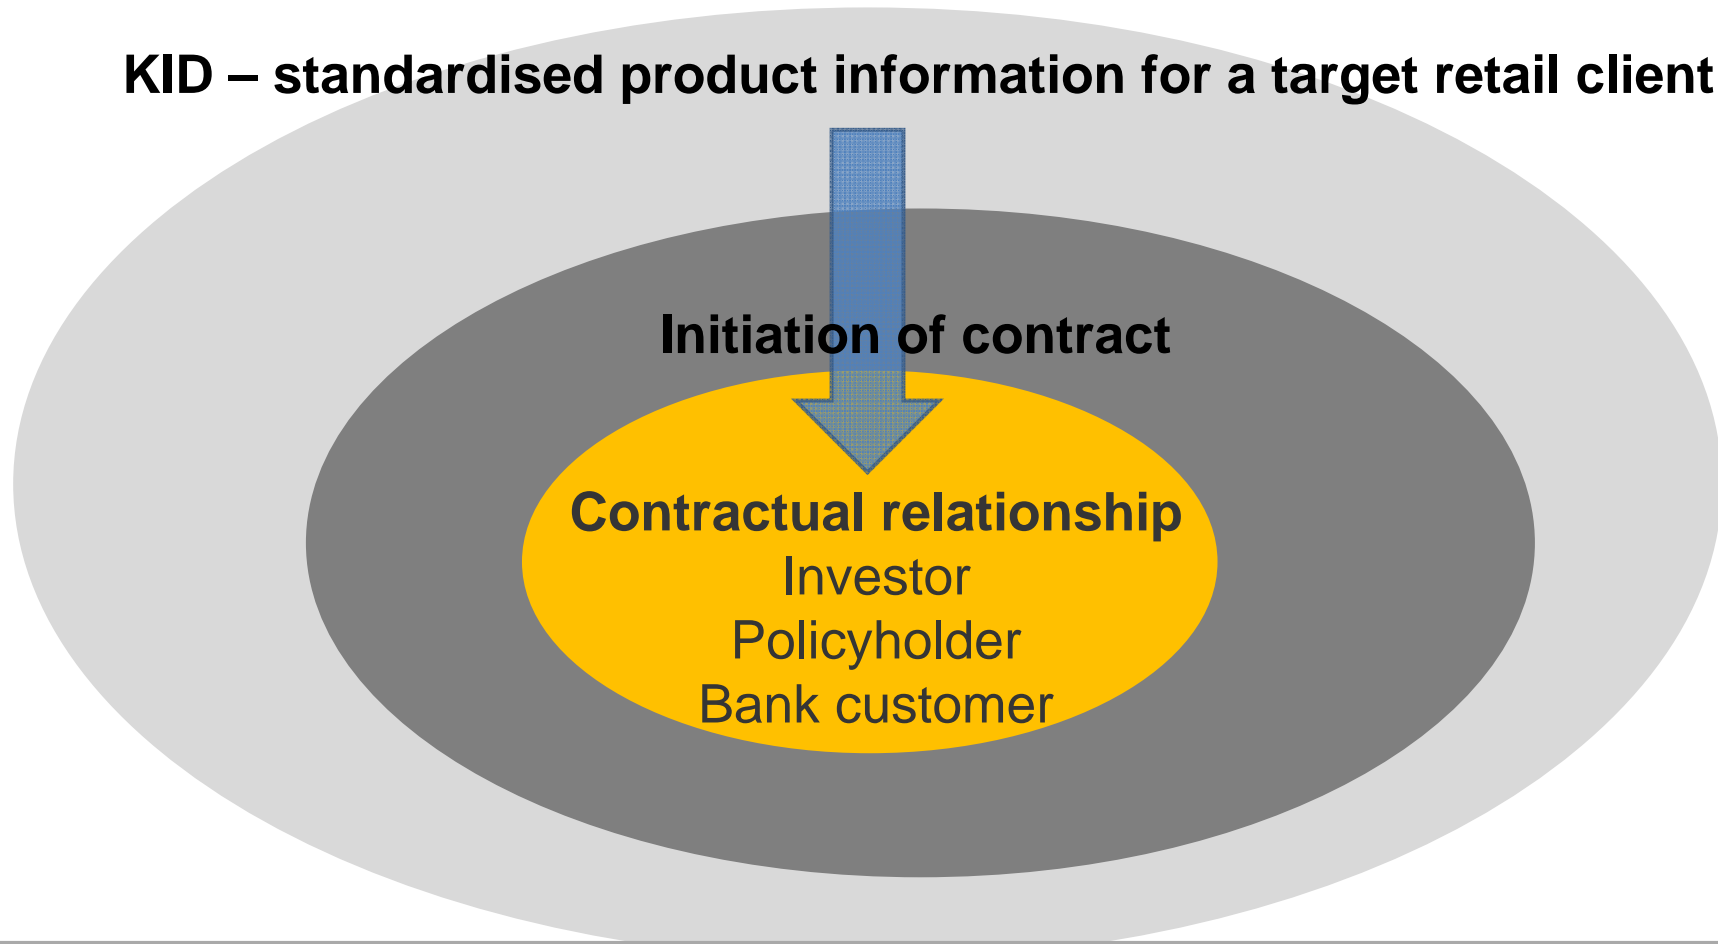 KID – standardised product information for a target retail client
Initiation of contract
Contractual relationship
Investor
Policyholder
Bank customer